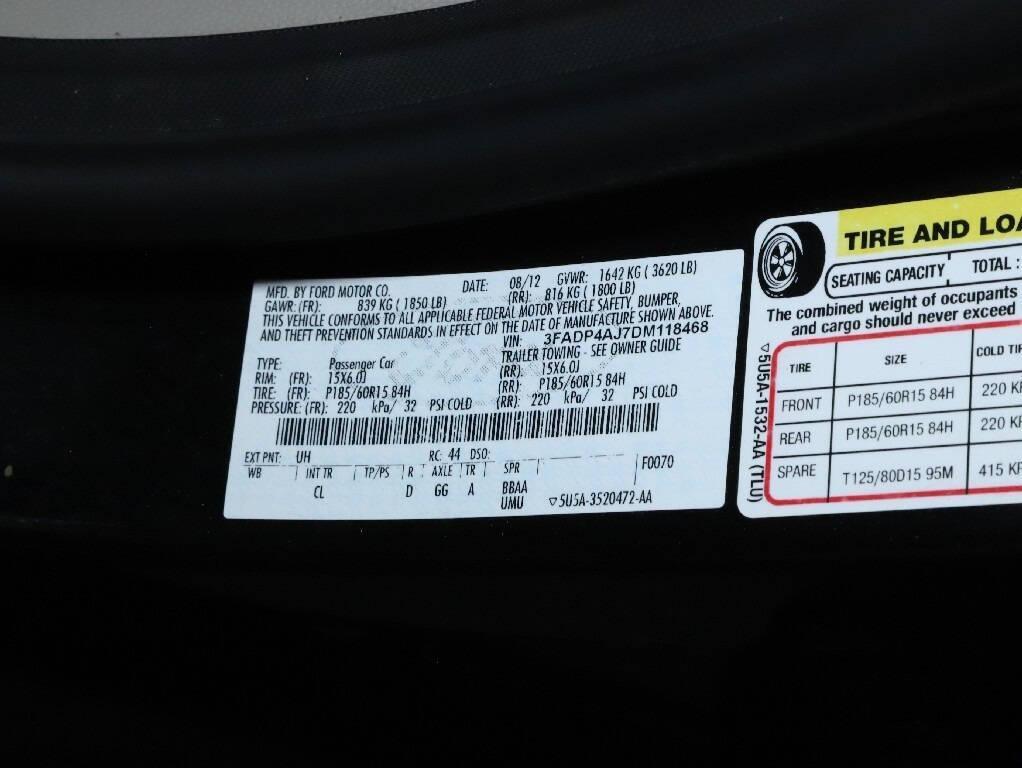 MFD. BY FORD MOTOR CO. DATE: 08/12 GVWR: 1642 KG ( 3620 LB)
GAWR: (FR): 839 KG ( 1850 LB) (RR): 816 KG ( 1800 LB)
THIS VEHICLE CONFORMS TO ALL APPLICABLE FEDERAL MOTOR VEHICLE SAFETY, BUMPER,
AND THEFT PREVENTION STANDARDS IN EFFECT ON THE DATE OF MANUFACTURE SHOWN ABOVE.
VIN: 3FADP4AJ7DM118468
TYPE: Passenger Car TRAILER TOWING - SEE OWNER GUIDE
RIM: (FR): 15X6.0J (RR): 15X6.0J
TIRE: (FR): P185/60R15 84H (RR): P185/60R15 84H
PRESSURE: (FR): 220 kPa/ 32 PSI COLD (RR): 220 kPa/ 32 PSI COLD
EXT PNT: UH RC: 44 DSO:
WB INT TR TP/PS R AXLE TR SPR F0070
CL D GG A BBAA
UMU ▽5U5A-3520472-AA
TIRE AND LOA
SEATING CAPACITY TOTAL :
The combined weight of occupants
and cargo should never exceed
TIRE SIZE COLD TIR
FRONT P185/60R15 84H 220 KP
REAR P185/60R15 84H 220 KP
SPARE T125/80D15 95M 415 KP
▽5U5A-1532-AA (TLU)